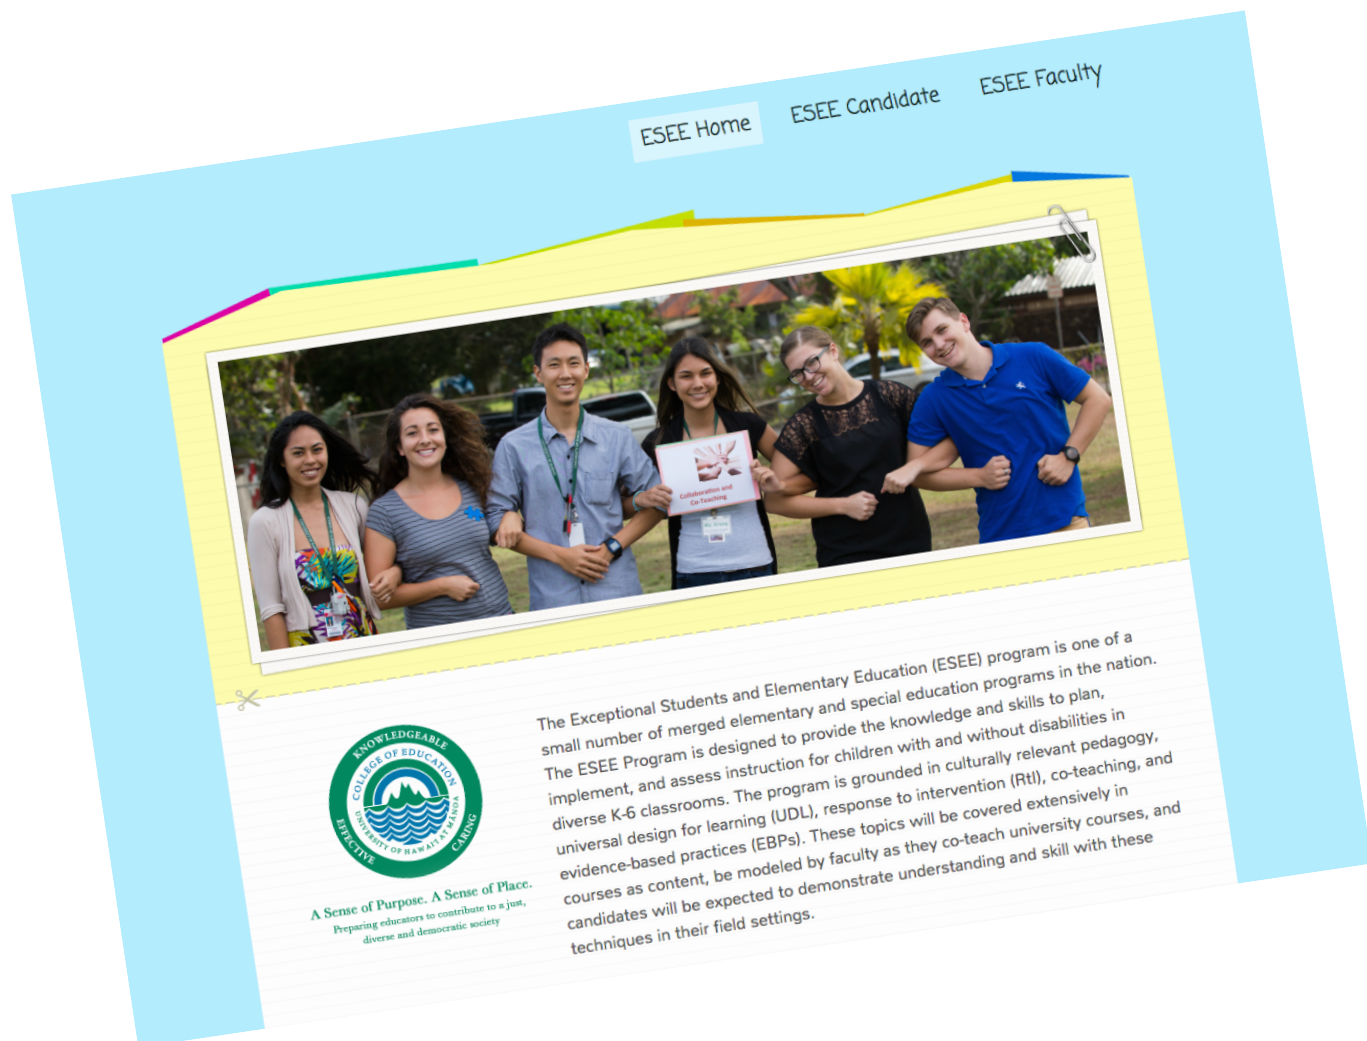 ESEE Home
ESEE Candidate
ESEE Faculty
Collaboration and
Co-Teaching
The Exceptional Students and Elementary Education (ESEE) program is one of a
small number of merged elementary and special education programs in the nation.
The ESEE Program is designed to provide the knowledge and skills to plan,
implement, and assess instruction for children with and without disabilities in
diverse K-6 classrooms. The program is grounded in culturally relevant pedagogy,
universal design for learning (UDL), response to intervention (RtI), co-teaching, and
evidence-based practices (EBPs). These topics will be covered extensively in
courses as content, be modeled by faculty as they co-teach university courses, and
candidates will be expected to demonstrate understanding and skill with these
techniques in their field settings.
KNOWLEDGEABLE
EFFECTIVE
CARING
COLLEGE OF EDUCATION
UNIVERSITY OF HAWAI'I AT MĀNOA
A Sense of Purpose. A Sense of Place.
Preparing educators to contribute to a just,
diverse and democratic society